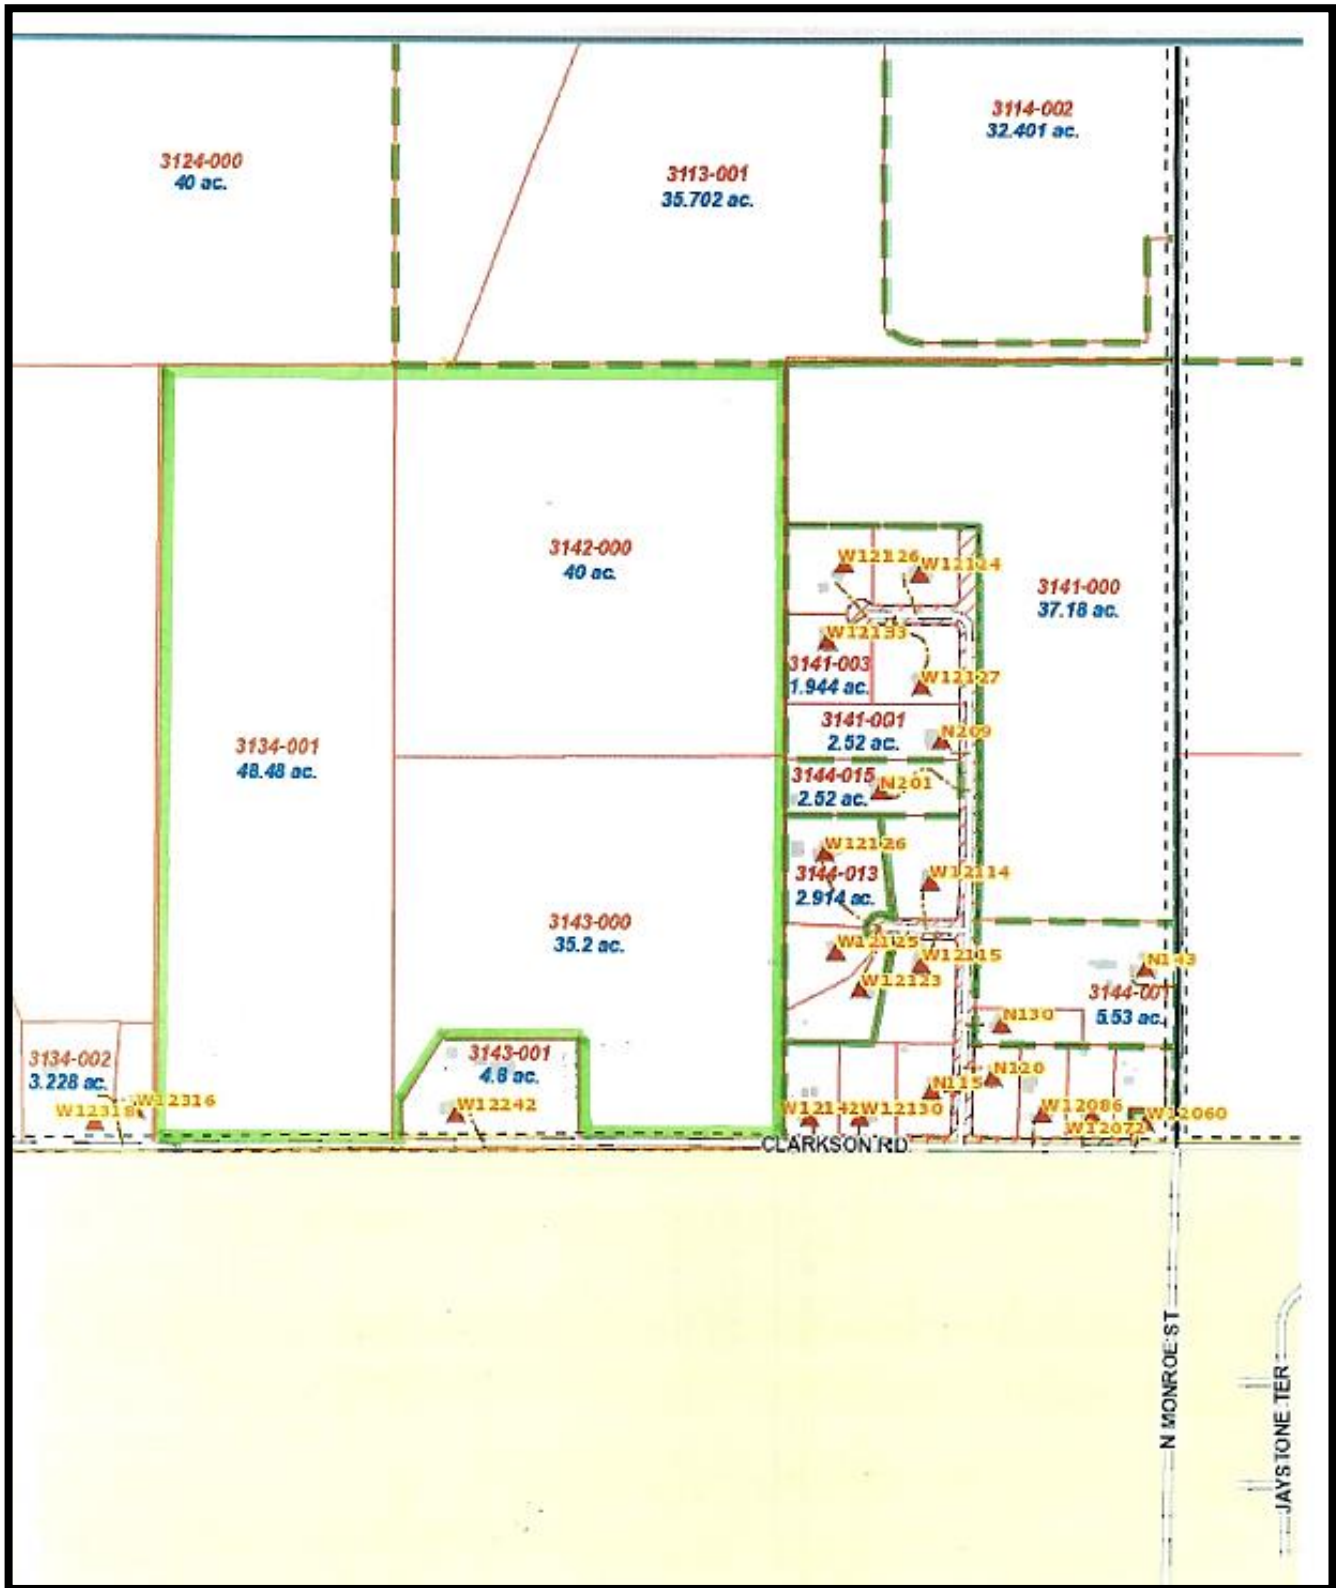 3114-002
32.401 ac.
3124-000
40 ac.
3113-001
35.702 ac.
3142-000
40 ac.
W12126
W12124
3141-000
37.18 ac.
W12133
3141-003
1.944 ac.
W12127
3141-001
2.52 ac.
N209
3134-001
48.48 ac.
3144-015
2.52 ac.
N201
W12126
3144-013
2.914 ac.
W12114
3143-000
35.2 ac.
W12125
W12115
W12123
N143
3144-001
5.53 ac.
N130
3143-001
4.8 ac.
3134-002
3.228 ac.
W12316
W12318
W12242
N120
N115
W12142
W12130
W12086
W12072
W12060
CLARKSON RD
N MONROE ST
JAYSTONE TER